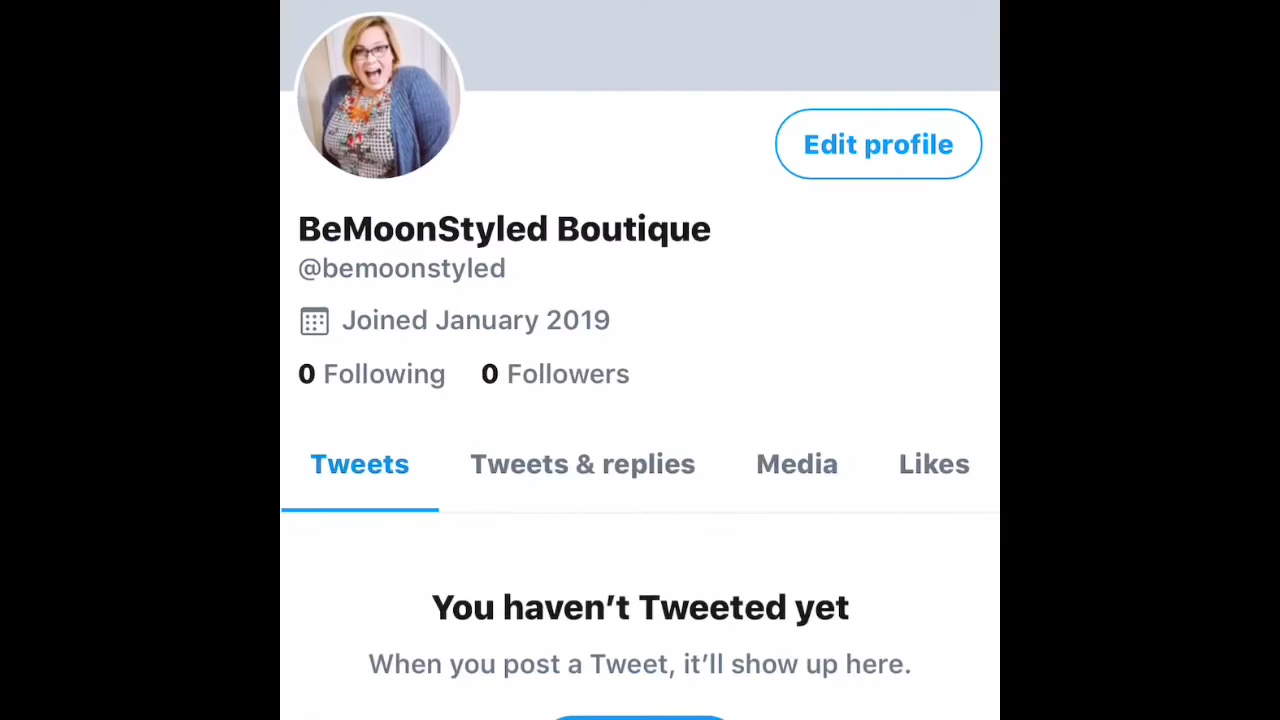 Edit profile
BeMoonStyled Boutique
@bemoonstyled
Joined January 2019
0 Following 0 Followers
Tweets Tweets & replies Media Likes
You haven’t Tweeted yet
When you post a Tweet, it’ll show up here.